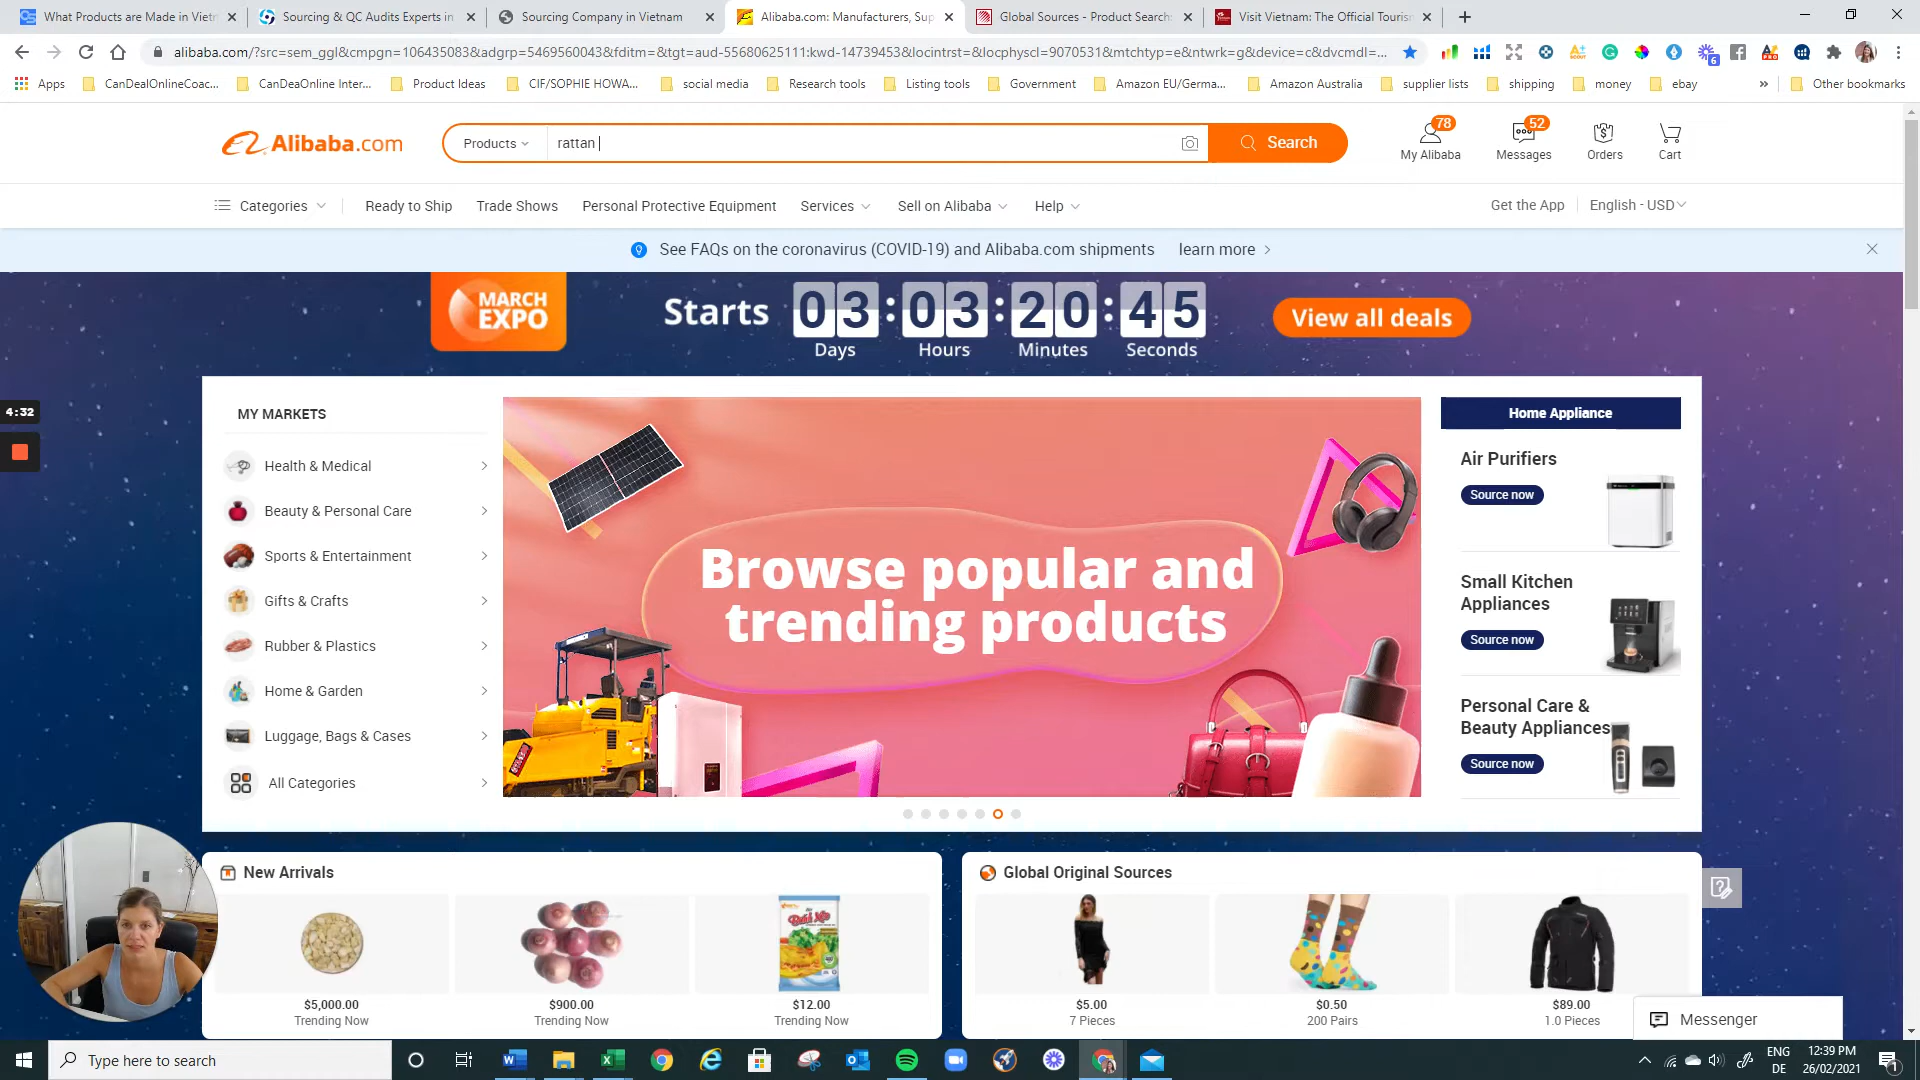 What Products are Made in Vietn
Sourcing & QC Audits Experts in
Sourcing Company in Vietnam
Alibaba.com: Manufacturers, Sup
Global Sources - Product Search
Visit Vietnam: The Official Touris
alibaba.com/?src=sem_ggl&cmpgn=106435083&adgrp=5469560043&fditm=&tgt=aud-55680625111:kwd-14739453&locintrst=&locphyscl=9070531&mtchtyp=e&ntwrk=g&device=c&dvcmdl=...
6
Apps
CanDealOnlineCoac...
CanDeaOnline Inter...
Product Ideas
CIF/SOPHIE HOWA...
social media
Research tools
Listing tools
Government
Amazon EU/Germa...
Amazon Australia
supplier lists
shipping
money
ebay
Other bookmarks
Alibaba.com
Products
rattan
Search
78
My Alibaba
52
Messages
Orders
Cart
Categories
Ready to Ship
Trade Shows
Personal Protective Equipment
Services
Sell on Alibaba
Help
Get the App
English - USD
See FAQs on the coronavirus (COVID-19) and Alibaba.com shipments
learn more
MARCH
EXPO
Starts
03 : 03 : 20 : 45
Days
Hours
Minutes
Seconds
View all deals
4:32
MY MARKETS
Health & Medical
Beauty & Personal Care
Sports & Entertainment
Gifts & Crafts
Rubber & Plastics
Home & Garden
Luggage, Bags & Cases
All Categories
Browse popular and
trending products
Home Appliance
Air Purifiers
Source now
Small Kitchen
Appliances
Source now
Personal Care &
Beauty Appliances
Source now
New Arrivals
$5,000.00
Trending Now
$900.00
Trending Now
$12.00
Trending Now
Global Original Sources
$5.00
7 Pieces
$0.50
200 Pairs
$89.00
1.0 Pieces
Messenger
Type here to search
ENG
DE
12:39 PM
26/02/2021
1